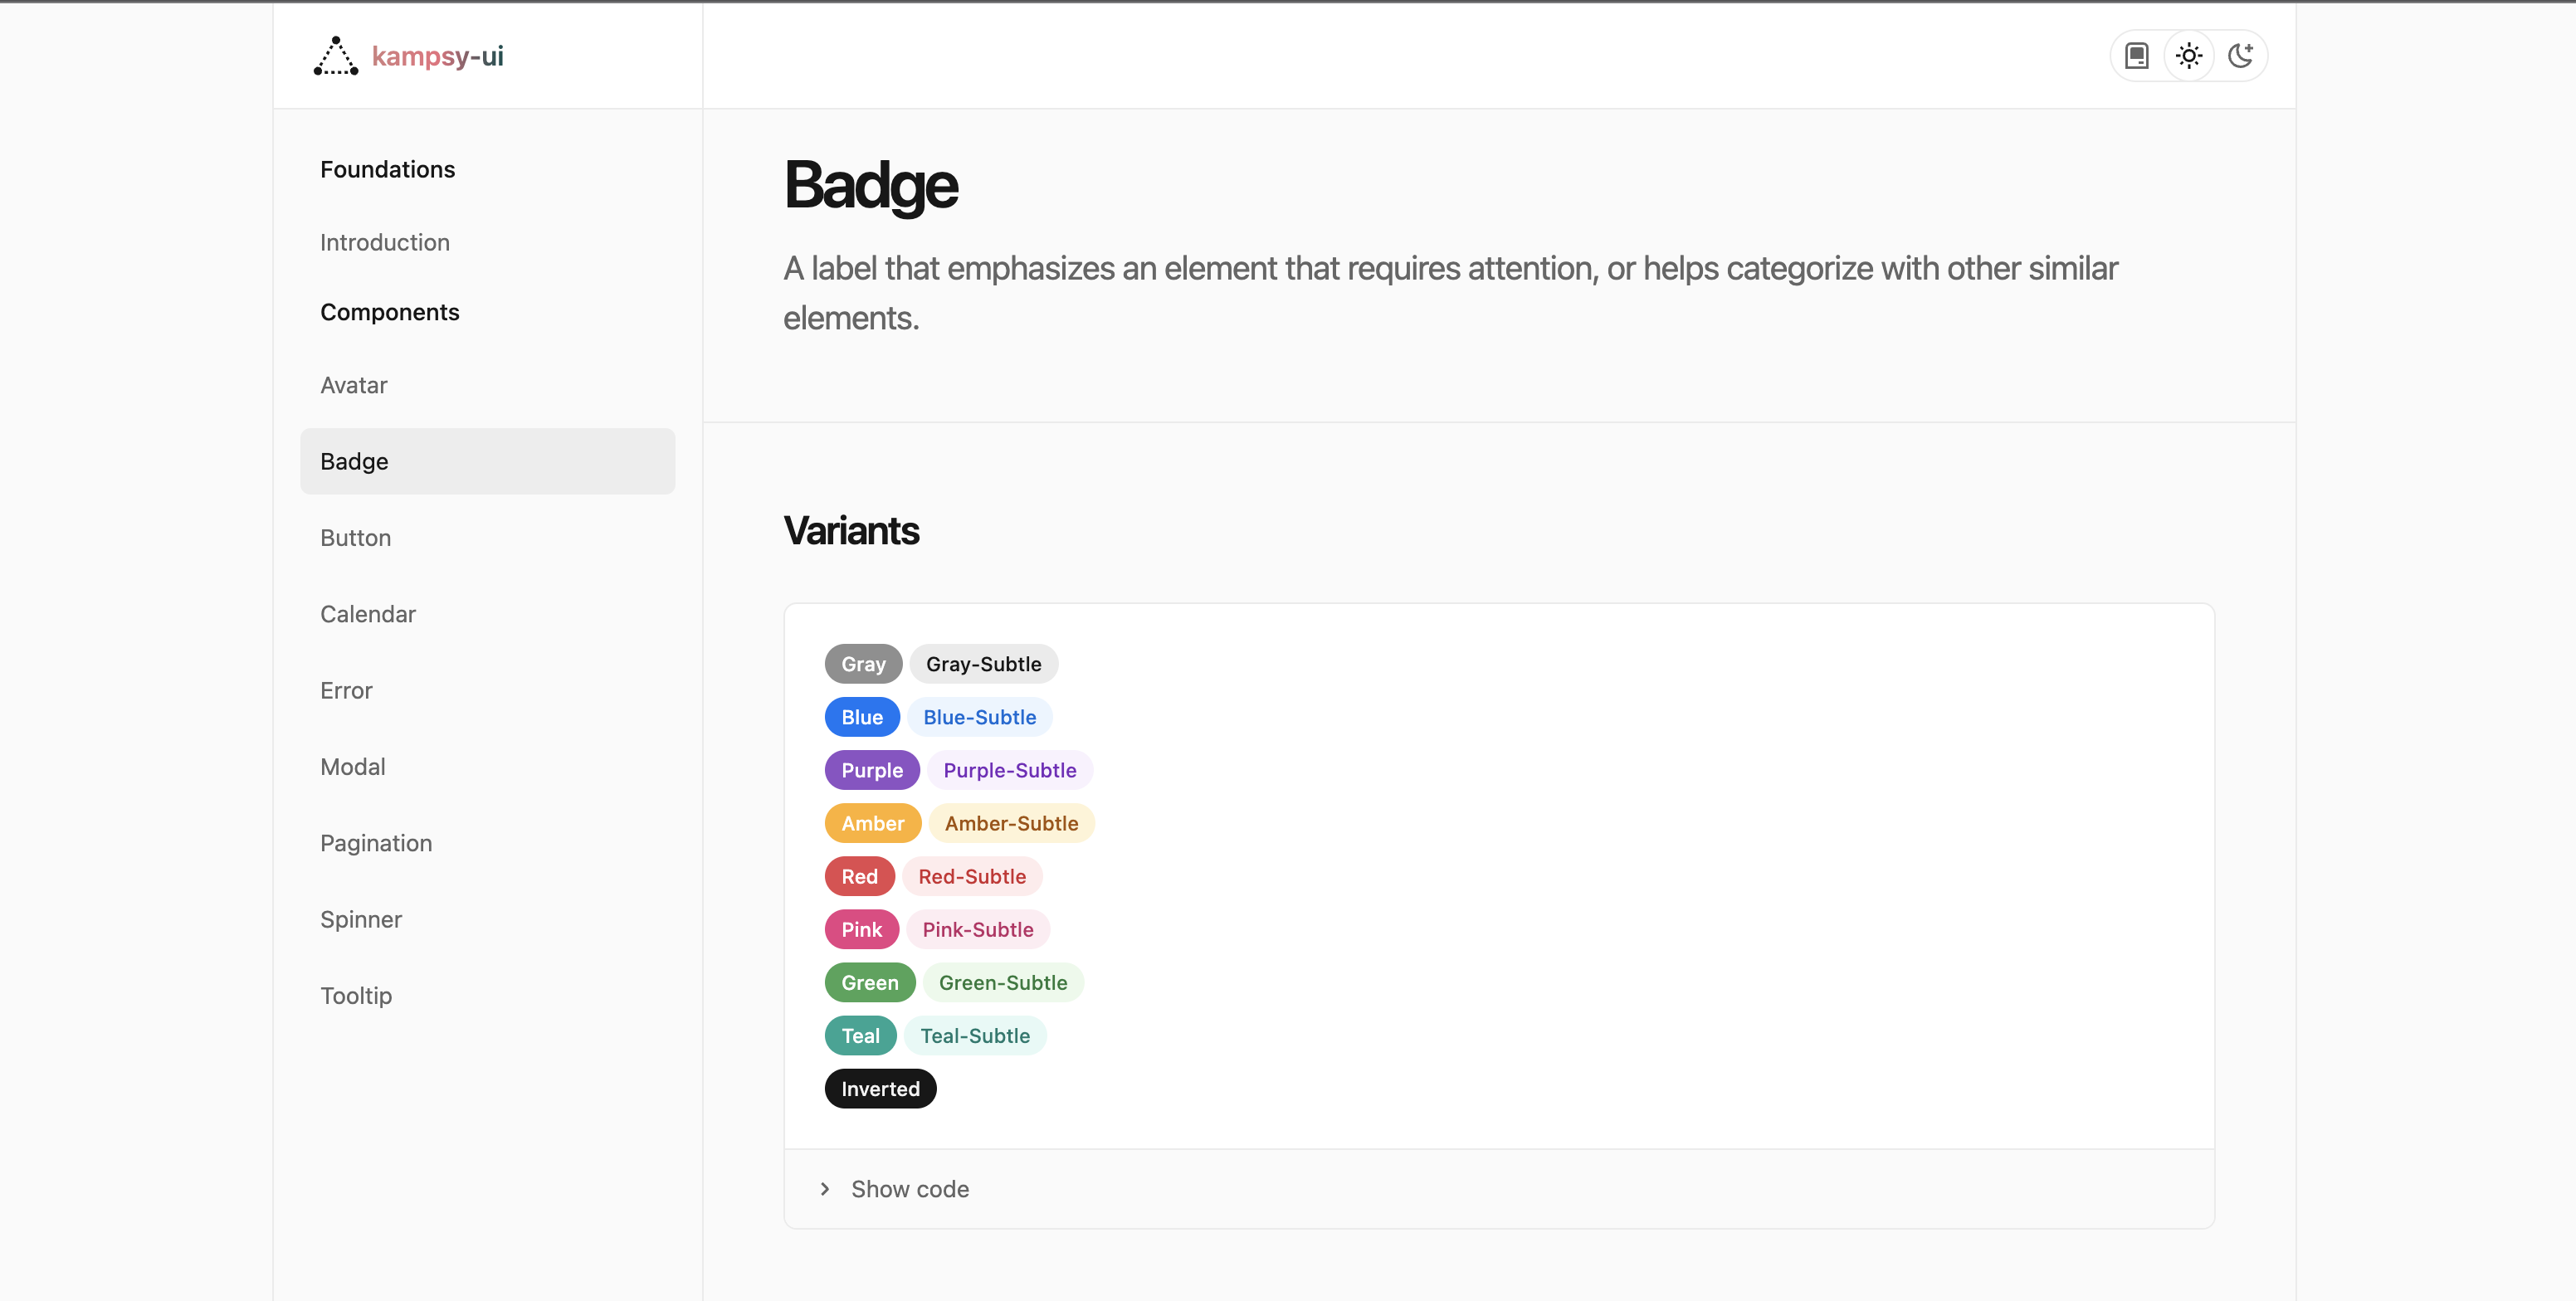 kampsy-ui
Foundations
Introduction
Components
Avatar
Badge
Button
Calendar
Error
Modal
Pagination
Spinner
Tooltip
Badge
A label that emphasizes an element that requires attention, or helps categorize with other similar
elements.
Variants
Gray Gray-Subtle
Blue Blue-Subtle
Purple Purple-Subtle
Amber Amber-Subtle
Red Red-Subtle
Pink Pink-Subtle
Green Green-Subtle
Teal Teal-Subtle
Inverted
Show code